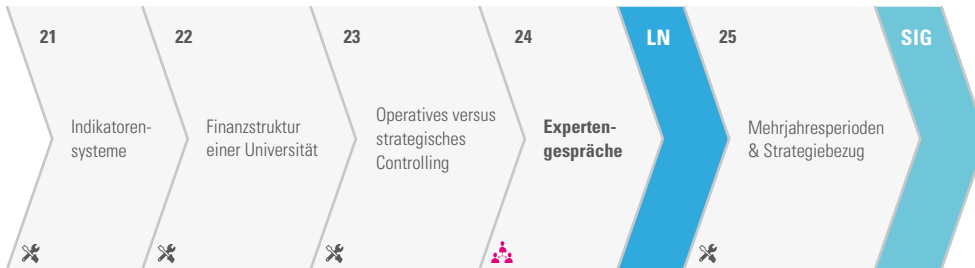 21
Indikatoren-
systeme
22
Finanzstruktur
einer Universität
23
Operatives versus
strategisches
Controlling
24
Experten-
gespräche
LN
25
Mehrjahresperioden
& Strategiebezug
SIG